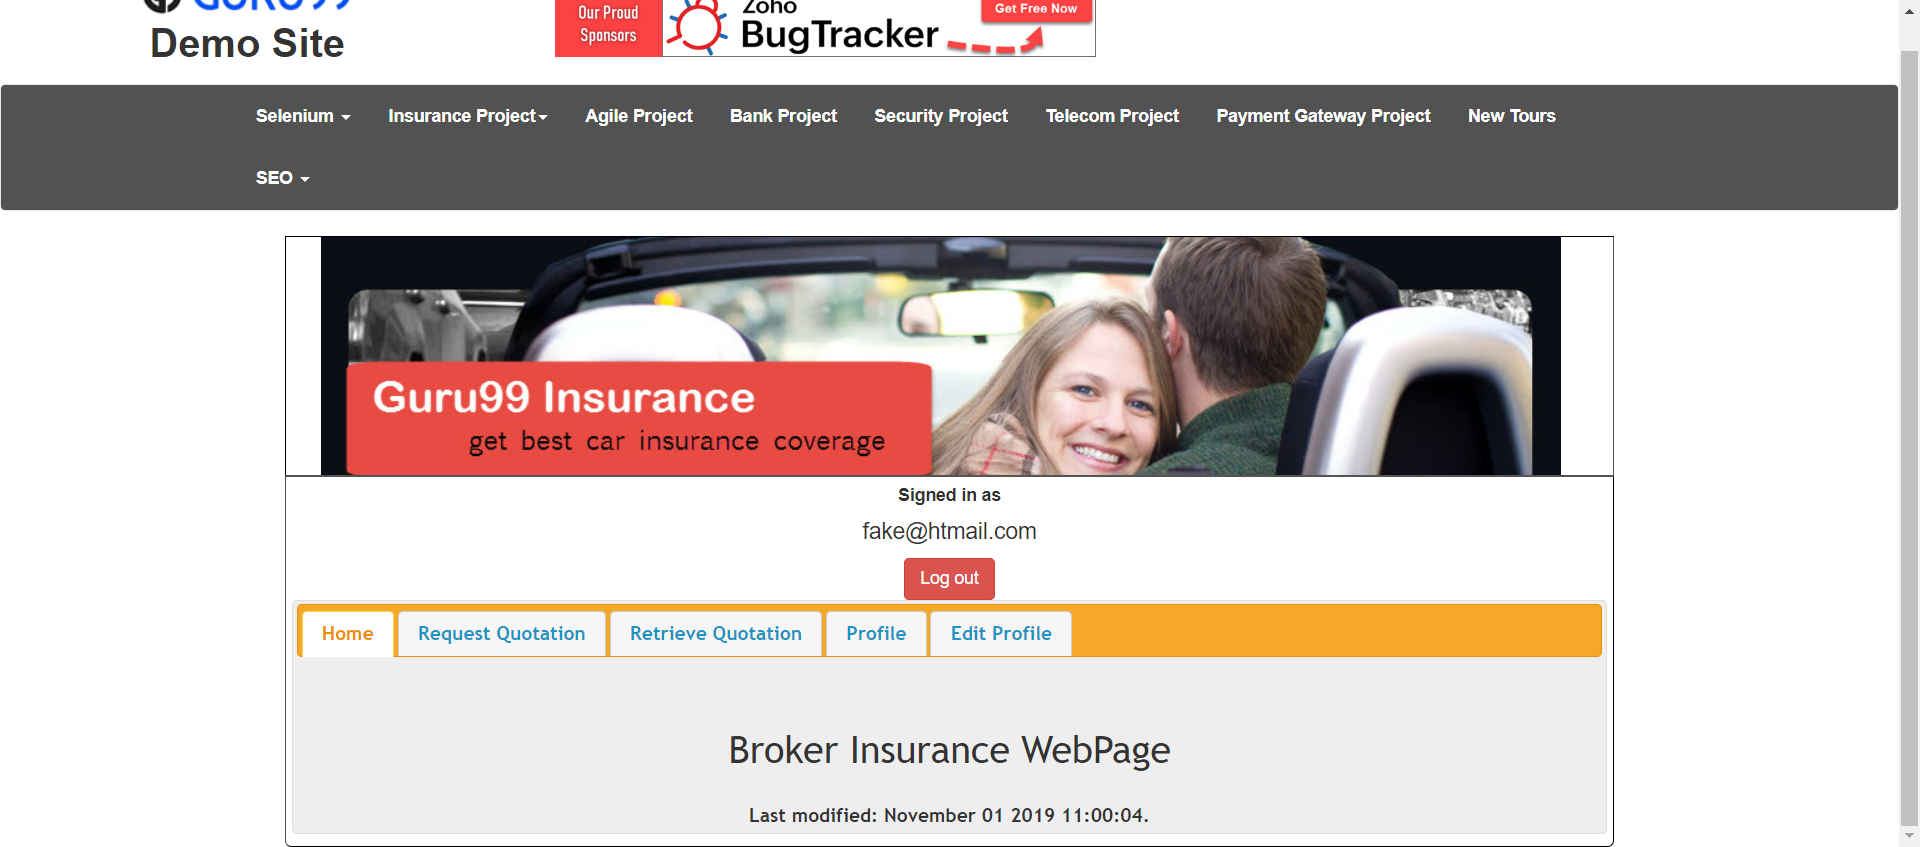 GURU99
Demo Site
Our Proud
Sponsors
Zoho
BugTracker
Get Free Now
Selenium
Insurance Project
Agile Project
Bank Project
Security Project
Telecom Project
Payment Gateway Project
New Tours
SEO
Guru99 Insurance
get best car insurance coverage
Signed in as
fake@htmail.com
Log out
Home
Request Quotation
Retrieve Quotation
Profile
Edit Profile
Broker Insurance WebPage
Last modified: November 01 2019 11:00:04.